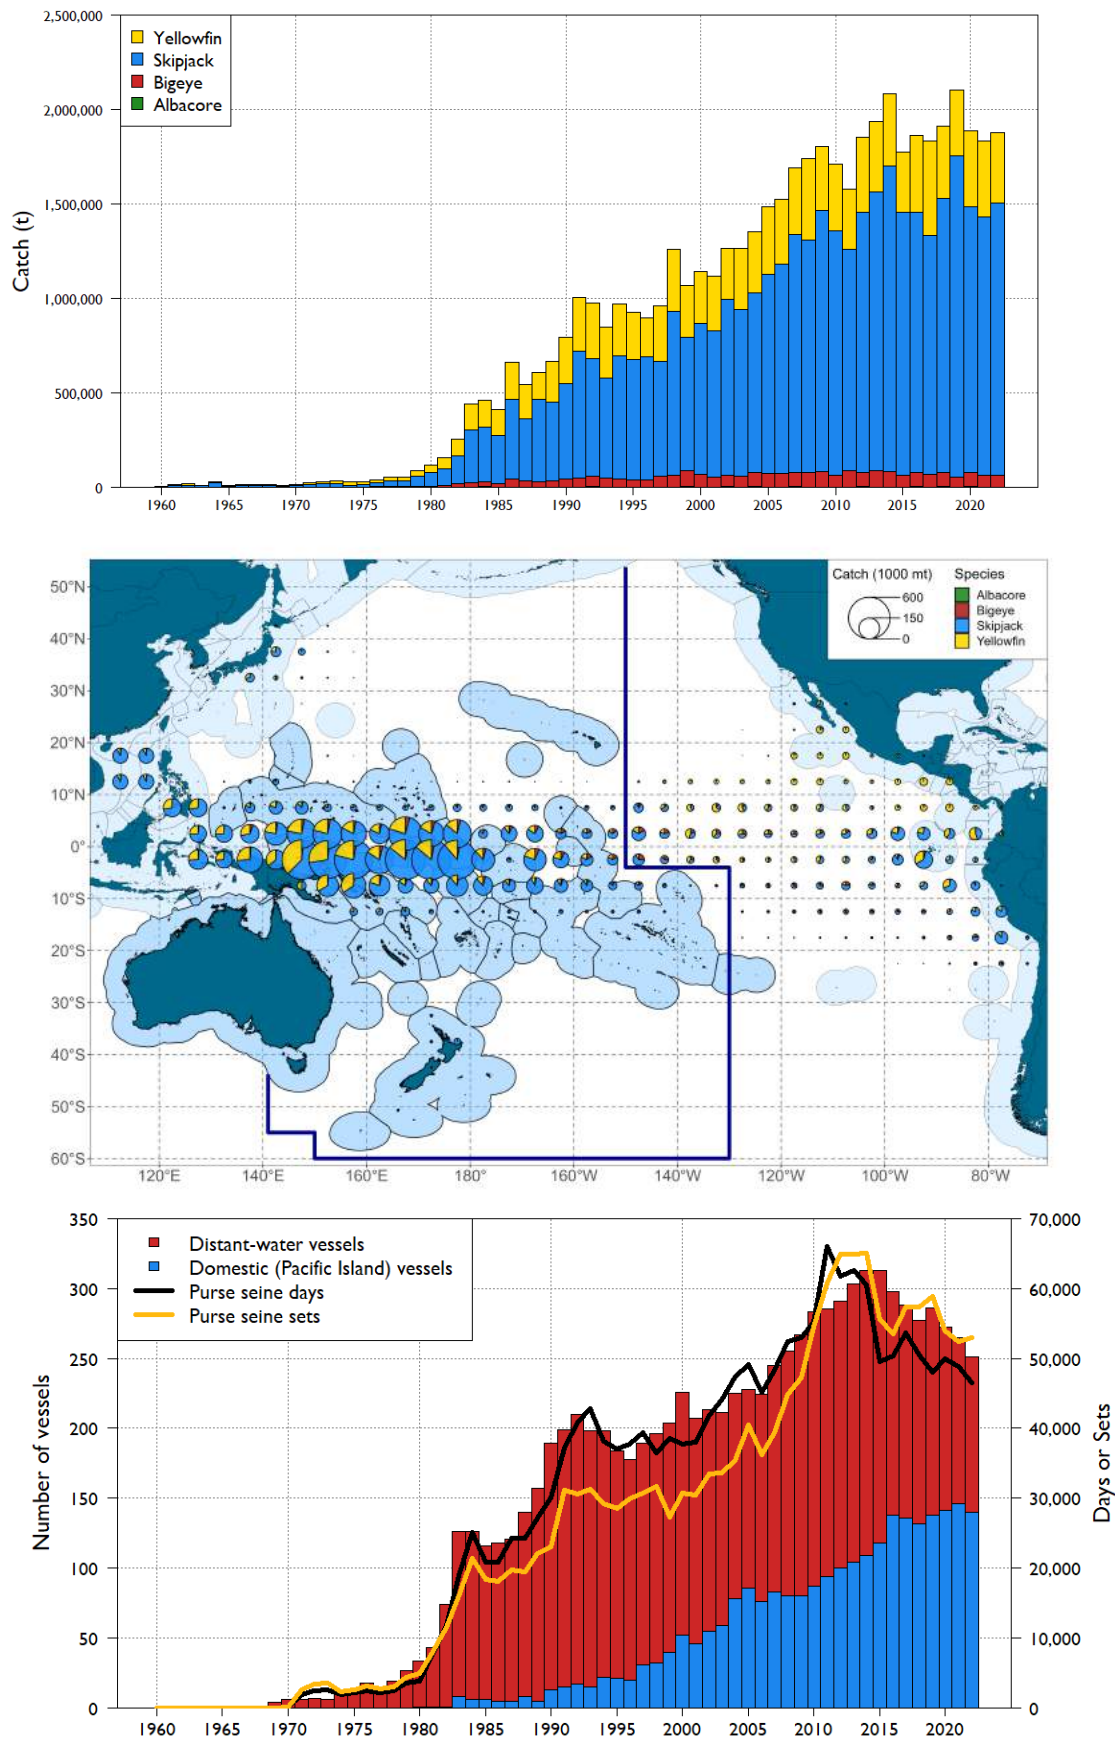 2,500,000
2,000,000
1,500,000
1,000,000
500,000
0
Catch (t)
Yellowfin
Skipjack
Bigeye
Albacore
1960 1965 1970 1975 1980 1985 1990 1995 2000 2005 2010 2015 2020
50°N
40°N
30°N
20°N
10°N
0°
10°S
20°S
30°S
40°S
50°S
60°S
Catch (1000 mt)
600
150
0
Species
Albacore
Bigeye
Skipjack
Yellowfin
120°E 140°E 160°E 180° 160°W 140°W 120°W 100°W 80°W
350
300
250
200
150
100
50
0
Number of vessels
Distant-water vessels
Domestic (Pacific Island) vessels
Purse seine days
Purse seine sets
70,000
60,000
50,000
40,000
30,000
20,000
10,000
0
Days or Sets
1960 1965 1970 1975 1980 1985 1990 1995 2000 2005 2010 2015 2020